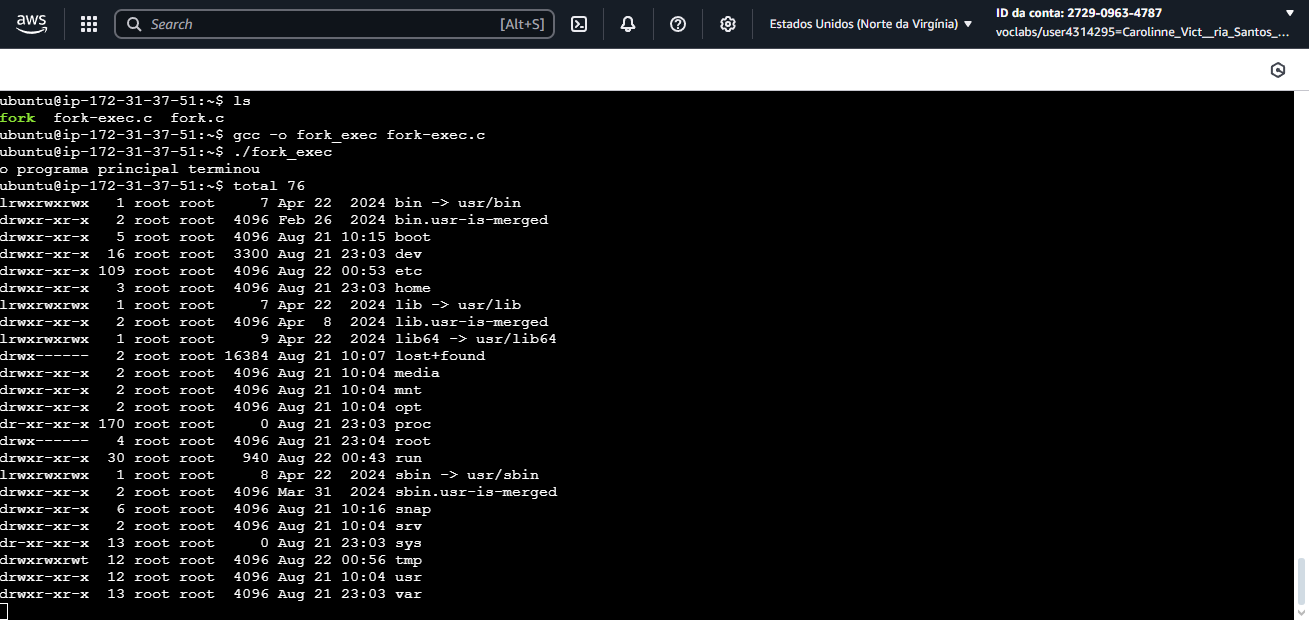 aws
Search [Alt+S]
Estados Unidos (Norte da Virgínia)
ID da conta: 2729-0963-4787
voclabs/user4314295=Carolinne_Vict__ria_Santos_...
ubuntu@ip-172-31-37-51:~$ ls
fork  fork-exec.c  fork.c
ubuntu@ip-172-31-37-51:~$ gcc -o fork_exec fork-exec.c
ubuntu@ip-172-31-37-51:~$ ./fork_exec
o programa principal terminou
ubuntu@ip-172-31-37-51:~$ total 76
lrwxrwxrwx   1 root root     7 Apr 22  2024 bin -> usr/bin
drwxr-xr-x   2 root root  4096 Feb 26  2024 bin.usr-is-merged
drwxr-xr-x   5 root root  4096 Aug 21 10:15 boot
drwxr-xr-x  16 root root  3300 Aug 21 23:03 dev
drwxr-xr-x 109 root root  4096 Aug 22 00:53 etc
drwxr-xr-x   3 root root  4096 Aug 21 23:03 home
lrwxrwxrwx   1 root root     7 Apr 22  2024 lib -> usr/lib
drwxr-xr-x   2 root root  4096 Apr  8  2024 lib.usr-is-merged
lrwxrwxrwx   1 root root     9 Apr 22  2024 lib64 -> usr/lib64
drwx------   2 root root 16384 Aug 21 10:07 lost+found
drwxr-xr-x   2 root root  4096 Aug 21 10:04 media
drwxr-xr-x   2 root root  4096 Aug 21 10:04 mnt
drwxr-xr-x   2 root root  4096 Aug 21 10:04 opt
dr-xr-xr-x 170 root root     0 Aug 21 23:03 proc
drwx------   4 root root  4096 Aug 21 23:04 root
drwxr-xr-x  30 root root   940 Aug 22 00:43 run
lrwxrwxrwx   1 root root     8 Apr 22  2024 sbin -> usr/sbin
drwxr-xr-x   2 root root  4096 Mar 31  2024 sbin.usr-is-merged
drwxr-xr-x   6 root root  4096 Aug 21 10:16 snap
drwxr-xr-x   2 root root  4096 Aug 21 10:04 srv
dr-xr-xr-x  13 root root     0 Aug 21 23:03 sys
drwxrwxrwt  12 root root  4096 Aug 22 00:56 tmp
drwxr-xr-x  12 root root  4096 Aug 21 10:04 usr
drwxr-xr-x  13 root root  4096 Aug 21 23:03 var